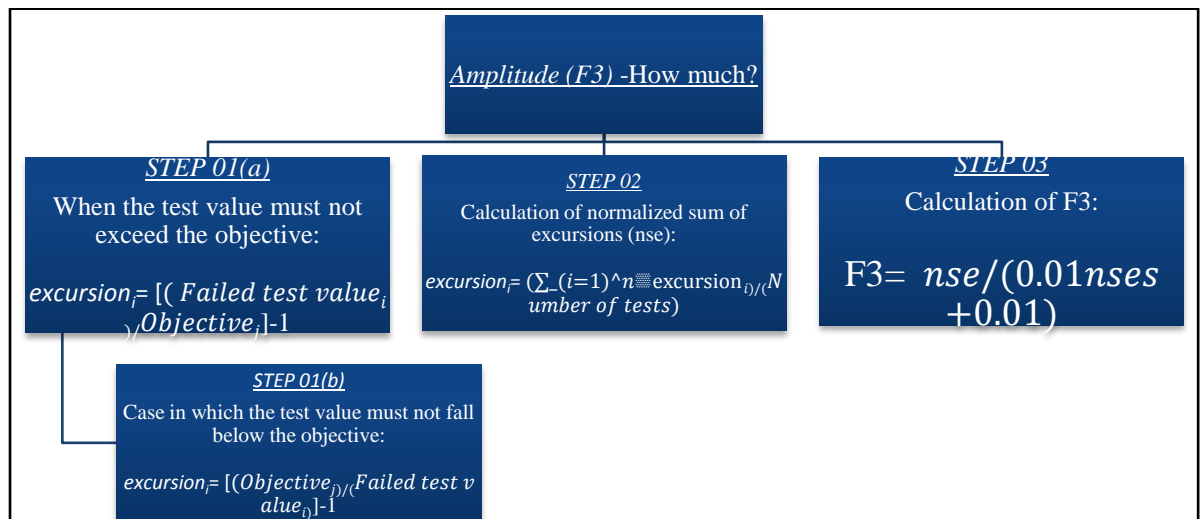 Amplitude (F3) -How much?
STEP 01(a)
When the test value must not
exceed the objective:
excursionᵢ= [( Failed test valueᵢ
)/Objectiveⱼ]-1
STEP 01(b)
Case in which the test value must not fall
below the objective:
excursionᵢ= [(Objectiveⱼ)/(Failed test v
alueᵢ)]-1
STEP 02
Calculation of normalized sum of
excursions (nse):
excursionᵢ= (∑_(i=1)^n▒excursionᵢ)/(N
umber of tests)
STEP 03
Calculation of F3:
F3= nse/(0.01nses
+0.01)